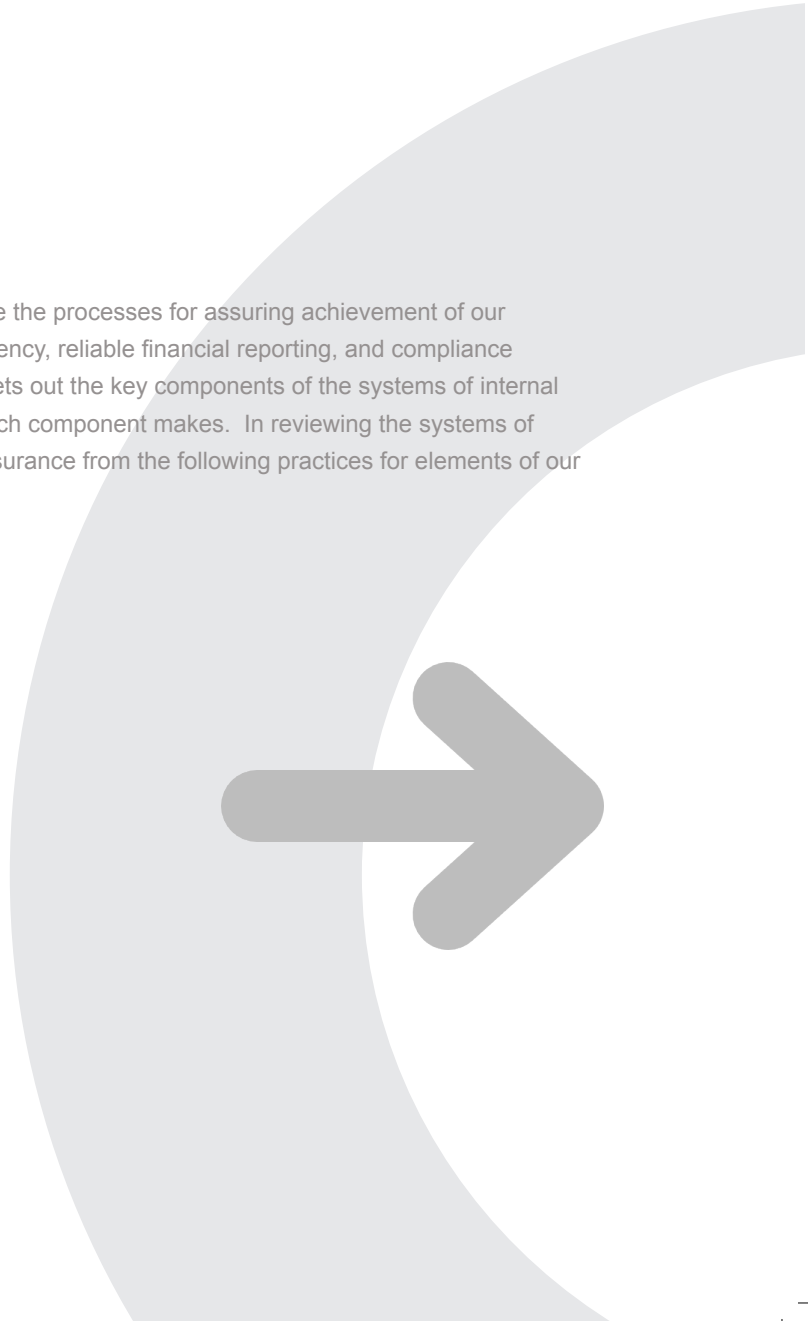 the processes for assuring achievement of our
ency, reliable financial reporting, and compliance
ets out the key components of the systems of internal
ch component makes.  In reviewing the systems of
surance from the following practices for elements of our